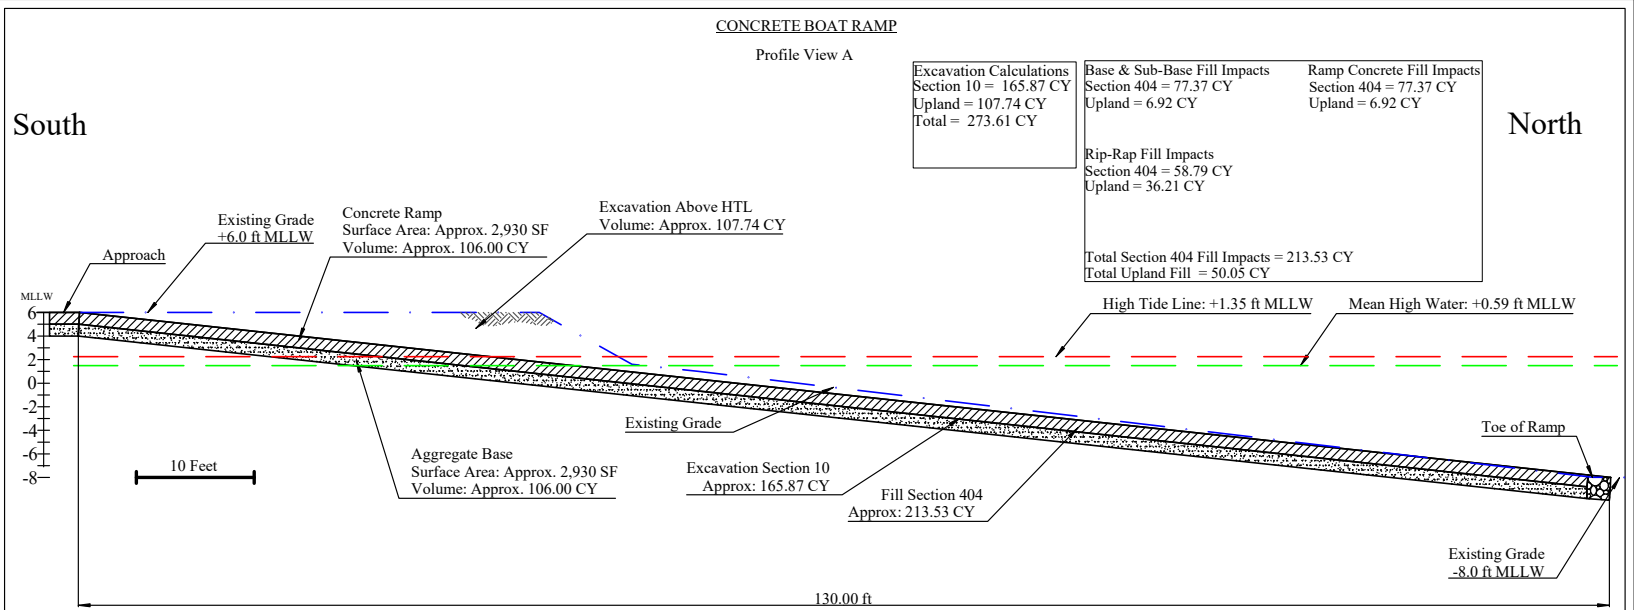 CONCRETE BOAT RAMP
Profile View A
South
North
Excavation Calculations
Section 10 = 165.87 CY
Upland = 107.74 CY
Total = 273.61 CY
Base & Sub-Base Fill Impacts
Section 404 = 77.37 CY
Upland = 6.92 CY
Ramp Concrete Fill Impacts
Section 404 = 77.37 CY
Upland = 6.92 CY
Rip-Rap Fill Impacts
Section 404 = 58.79 CY
Upland = 36.21 CY
Total Section 404 Fill Impacts = 213.53 CY
Total Upland Fill = 50.05 CY
Approach
Existing Grade
+6.0 ft MLLW
Concrete Ramp
Surface Area: Approx. 2,930 SF
Volume: Approx. 106.00 CY
Excavation Above HTL
Volume: Approx. 107.74 CY
High Tide Line: +1.35 ft MLLW
Mean High Water: +0.59 ft MLLW
MLLW
6
4
2
0
-2
-4
-6
-8
10 Feet
Aggregate Base
Surface Area: Approx. 2,930 SF
Volume: Approx. 106.00 CY
Existing Grade
Excavation Section 10
Approx: 165.87 CY
Fill Section 404
Approx: 213.53 CY
Toe of Ramp
Existing Grade
-8.0 ft MLLW
130.00 ft